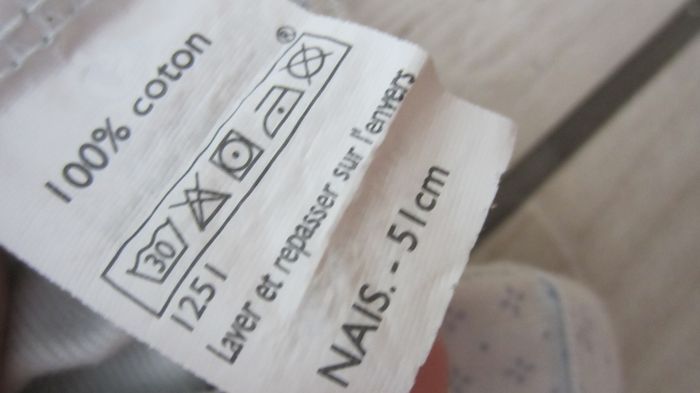 100% coton
®
30
1251
Laver et repasser sur l'envers
NAIS. - 51cm